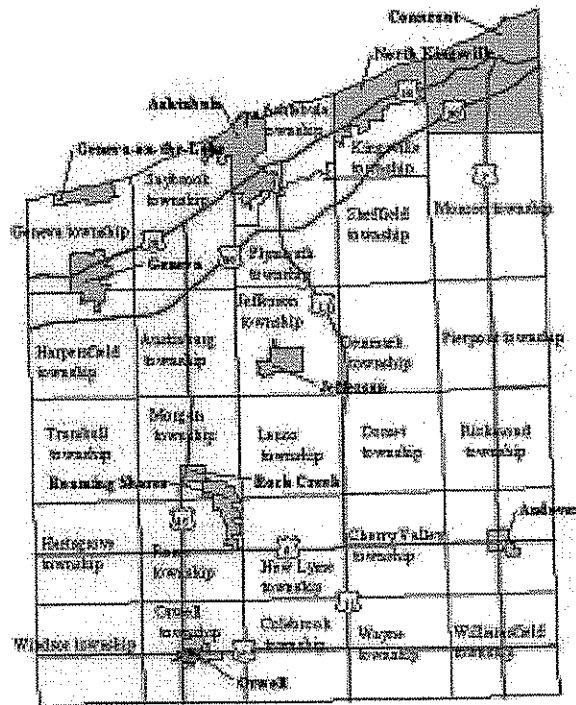 Conneaut
North Kingsville
Ashtabula
Ashtabula
township
Geneva-on-the-Lake
Kingsville
township
Saybrook
township
Sheffield
township
Monroe township
Geneva township
Geneva
Plymouth
township
Jefferson
township
Harpersfield
township
Austinburg
township
Denmark
township
Pierpont township
Jefferson
Trumbull
township
Morgan
township
Lenox
township
Dorset
township
Richmond
township
Roaming Shores
Rock Creek
Andover
Hartsgrove
township
Rome
township
New Lyme
township
Cherry Valley
township
Windsor township
Orwell
township
Colebrook
township
Wayne
township
Williamsfield
township
Orwell